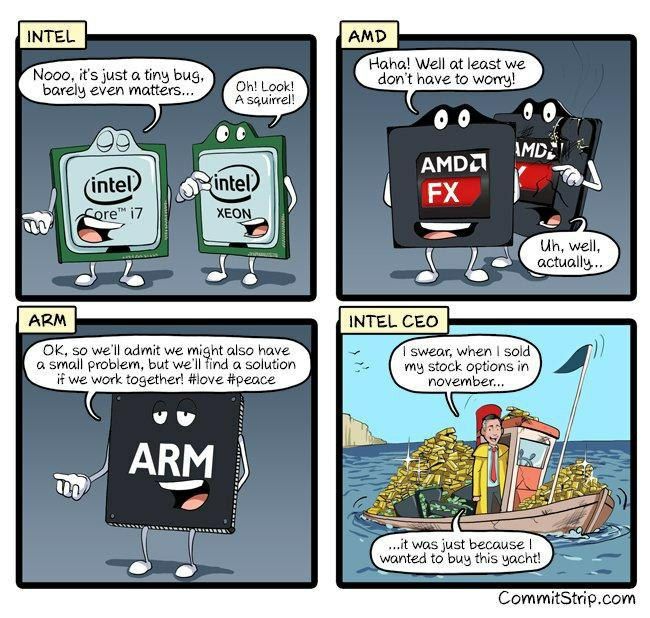 INTEL
Nooo, it's just a tiny bug,
barely even matters...
Oh! Look!
A squirrel!
intel
Core™ i7
intel
XEON
AMD
Haha! Well at least we
don't have to worry!
AMD
FX
AMD
Uh, well,
actually...
ARM
OK, so we'll admit we might also have
a small problem, but we'll find a solution
if we work together! #love #peace
ARM
INTEL CEO
I swear, when I sold
my stock options in
november...
...it was just because I
wanted to buy this yacht!
CommitStrip.com